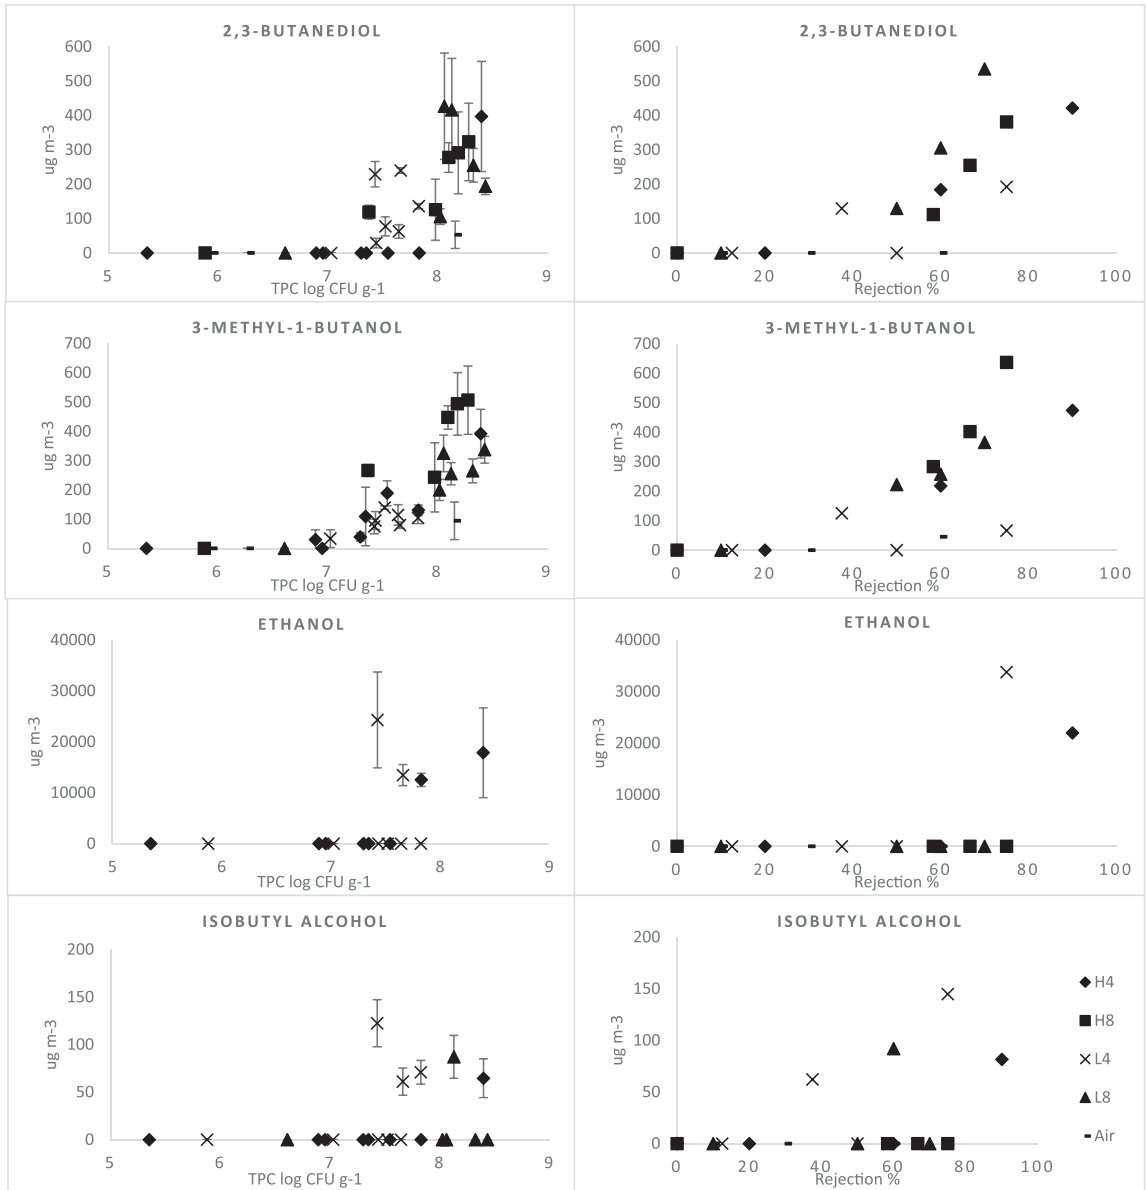 2,3-BUTANEDIOL
600
500
400
300
200
100
0
ug m-3
5 6 7 8 9
TPC log CFU g-1
2,3-BUTANEDIOL
600
500
400
300
200
100
0
ug m-3
0 20 40 60 80 100
Rejection %
3-METHYL-1-BUTANOL
700
600
500
400
300
200
100
0
ug m-3
5 6 7 8 9
TPC log CFU g-1
3-METHYL-1-BUTANOL
700
600
500
400
300
200
100
0
ug m-3
0 20 40 60 80 100
Rejection %
ETHANOL
40000
30000
20000
10000
0
ug m-3
5 6 7 8 9
TPC log CFU g-1
ETHANOL
40000
30000
20000
10000
0
ug m-3
0 20 40 60 80 100
Rejection %
ISOBUTYL ALCOHOL
200
150
100
50
0
ug m-3
5 6 7 8 9
TPC log CFU g-1
ISOBUTYL ALCOHOL
200
150
100
50
0
ug m-3
0 20 40 60 80 100
Rejection %
H4
H8
L4
L8
Air